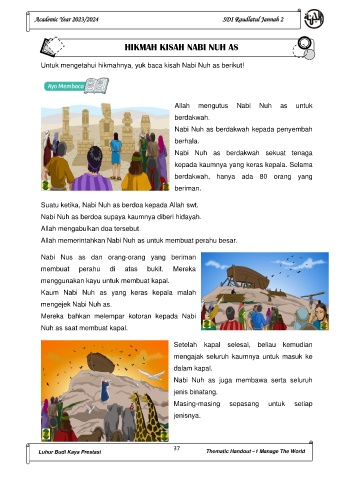 Academic Year 2023/2024
SDI Raudlatul Jannah 2
HIKMAH KISAH NABI NUH AS
Untuk mengetahui hikmahnya, yuk baca kisah Nabi Nuh as berikut!
Ayo Membaca
Allah mengutus Nabi Nuh as untuk
berdakwah.
Nabi Nuh as berdakwah kepada penyembah
berhala.
Nabi Nuh as berdakwah sekuat tenaga
kepada kaumnya yang keras kepala. Selama
berdakwah, hanya ada 80 orang yang
beriman.
Suatu ketika, Nabi Nuh as berdoa kepada Allah swt.
Nabi Nuh as berdoa supaya kaumnya diberi hidayah.
Allah mengabulkan doa tersebut.
Allah memerintahkan Nabi Nuh as untuk membuat perahu besar.
Nabi Nus as dan orang-orang yang beriman
membuat perahu di atas bukit. Mereka
menggunakan kayu untuk membuat kapal.
Kaum Nabi Nuh as yang keras kepala malah
mengejek Nabi Nuh as.
Mereka bahkan melempar kotoran kepada Nabi
Nuh as saat membuat kapal.
Setelah kapal selesai, beliau kemudian
mengajak seluruh kaumnya untuk masuk ke
dalam kapal.
Nabi Nuh as juga membawa serta seluruh
jenis binatang.
Masing-masing sepasang untuk setiap
jenisnya.
Luhur Budi Kaya Prestasi
37
Thematic Handout –1 Manage The World